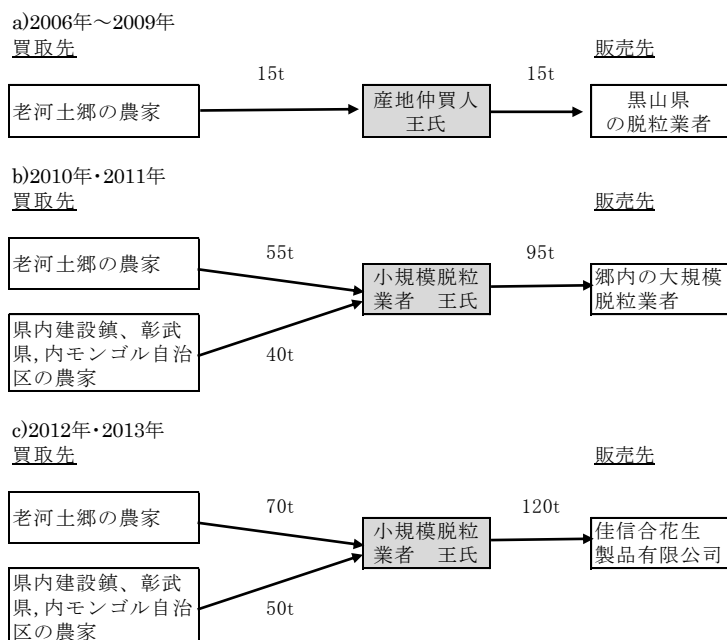 a)2006年～2009年
買取先
販売先
15t
15t
老河土郷の農家
産地仲買人
王氏
黒山県
の脱粒業者
b)2010年・2011年
買取先
販売先
老河土郷の農家
55t
95t
小規模脱粒
業者 王氏
郷内の大規模
脱粒業者
県内建設鎮、彰武
県,内モンゴル自治
区の農家
40t
c)2012年・2013年
買取先
販売先
老河土郷の農家
70t
120t
小規模脱粒
業者 王氏
佳信合花生
製品有限公司
県内建設鎮、彰武
県,内モンゴル自治
区の農家
50t